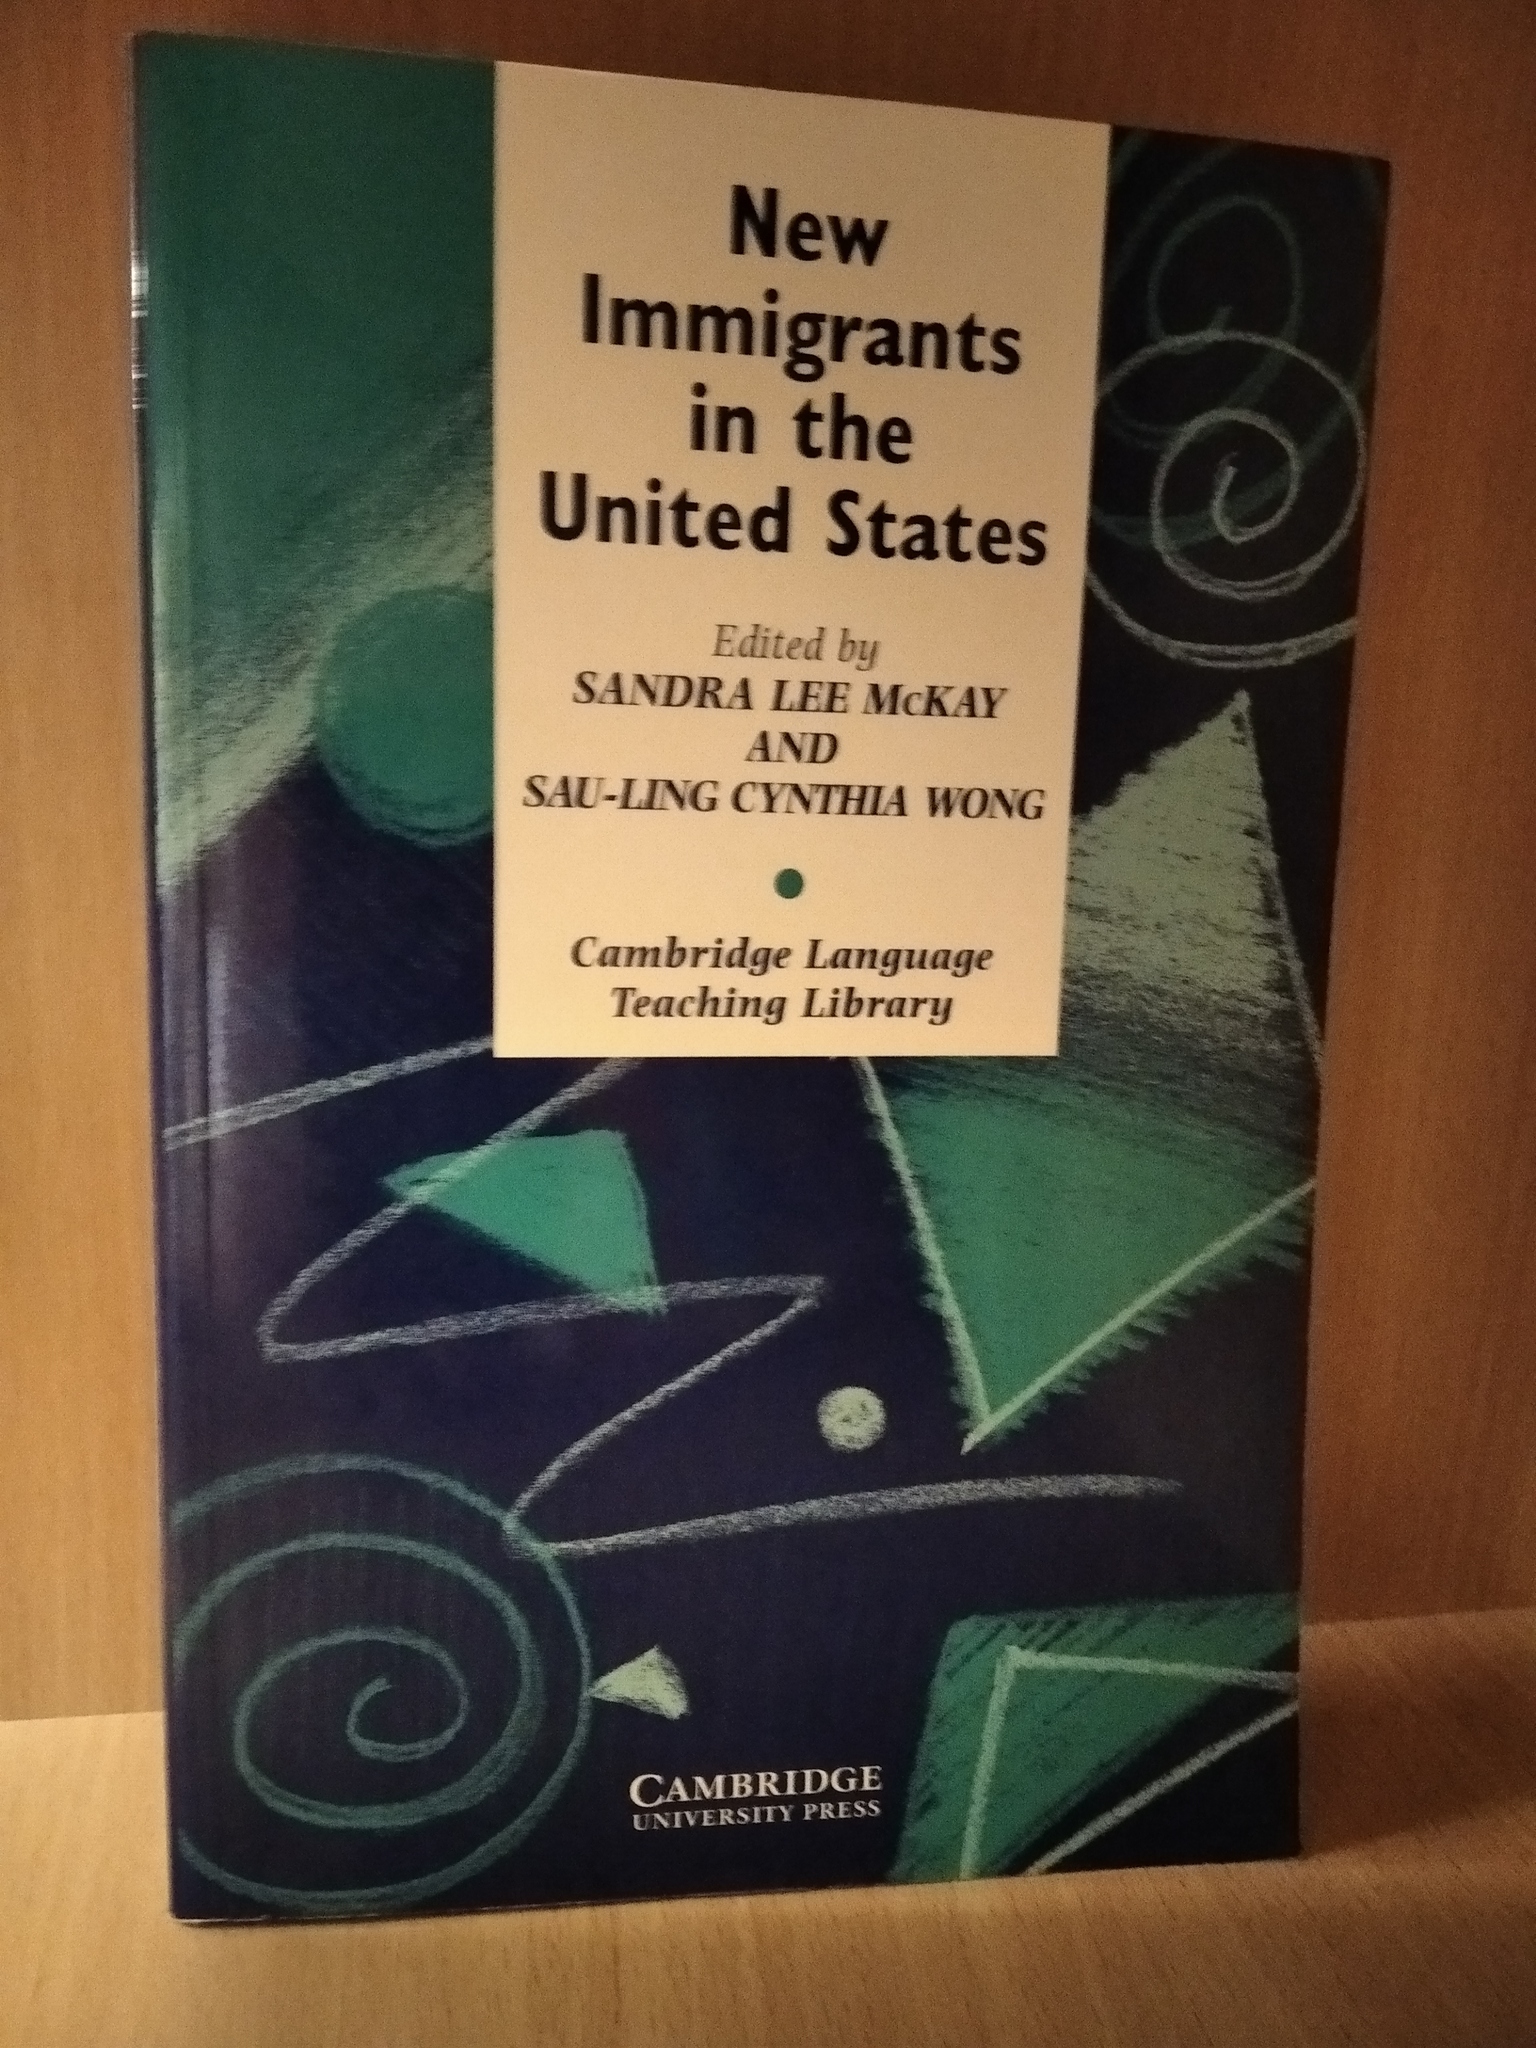 New
Immigrants
in the
United States
Edited by
SANDRA LEE McKAY
AND
SAU-LING CYNTHIA WONG
Cambridge Language
Teaching Library
CAMBRIDGE
UNIVERSITY PRESS